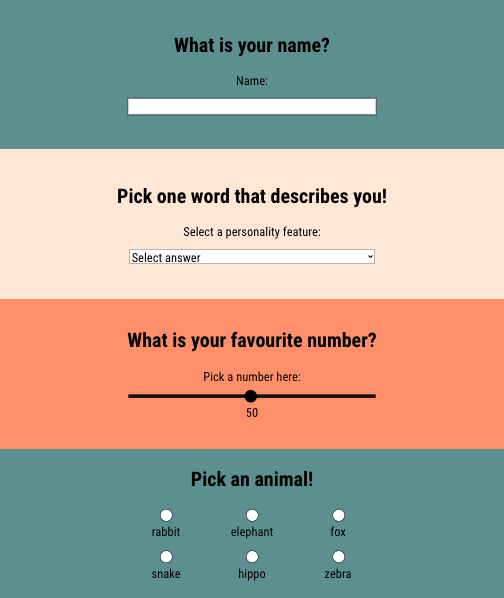 What is your name?
Name:
Pick one word that describes you!
Select a personality feature:
Select answer
What is your favourite number?
Pick a number here:
50
Pick an animal!
rabbit elephant fox
snake hippo zebra